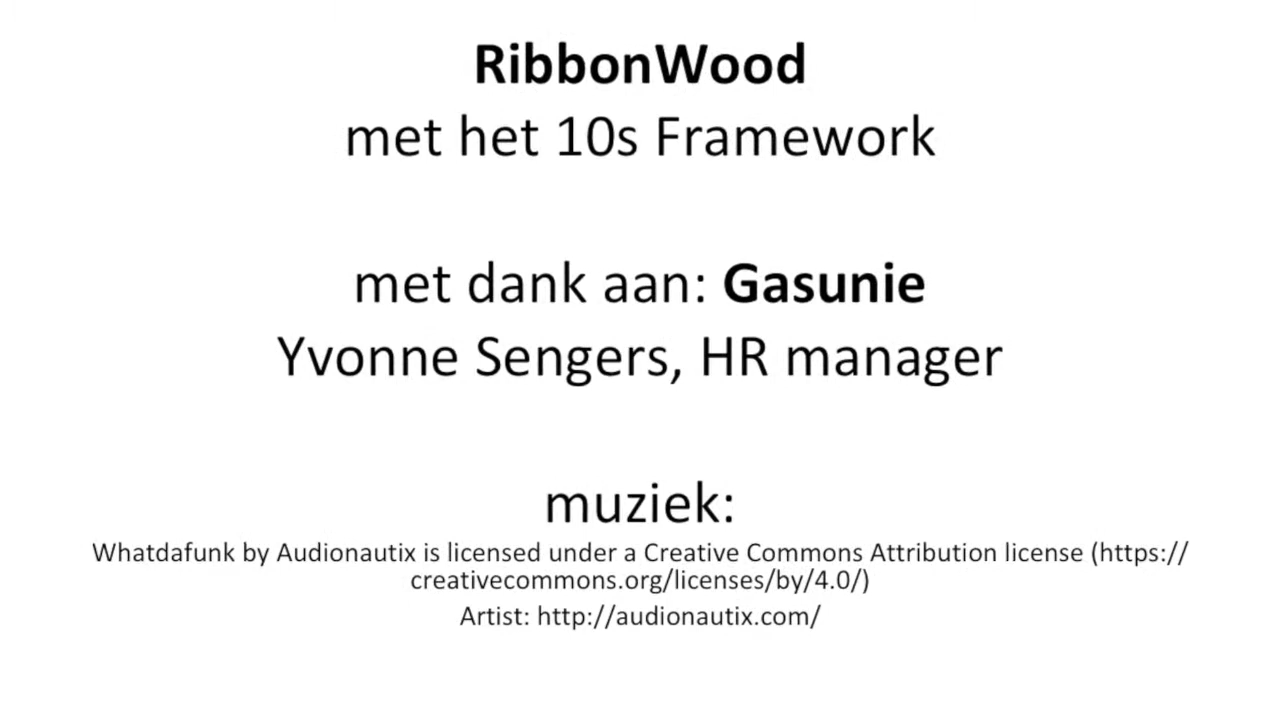 RibbonWood
met het 10s Framework
met dank aan: Gasunie
Yvonne Sengers, HR manager
muziek:
Whatdafunk by Audionautix is licensed under a Creative Commons Attribution license (https://
creativecommons.org/licenses/by/4.0/)
Artist: http://audionautix.com/